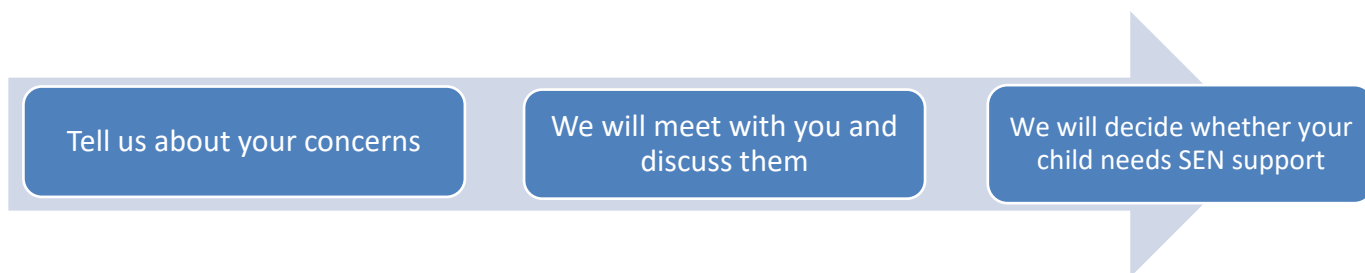 Tell us about your concerns
We will meet with you and
discuss them
We will decide whether your
child needs SEN support